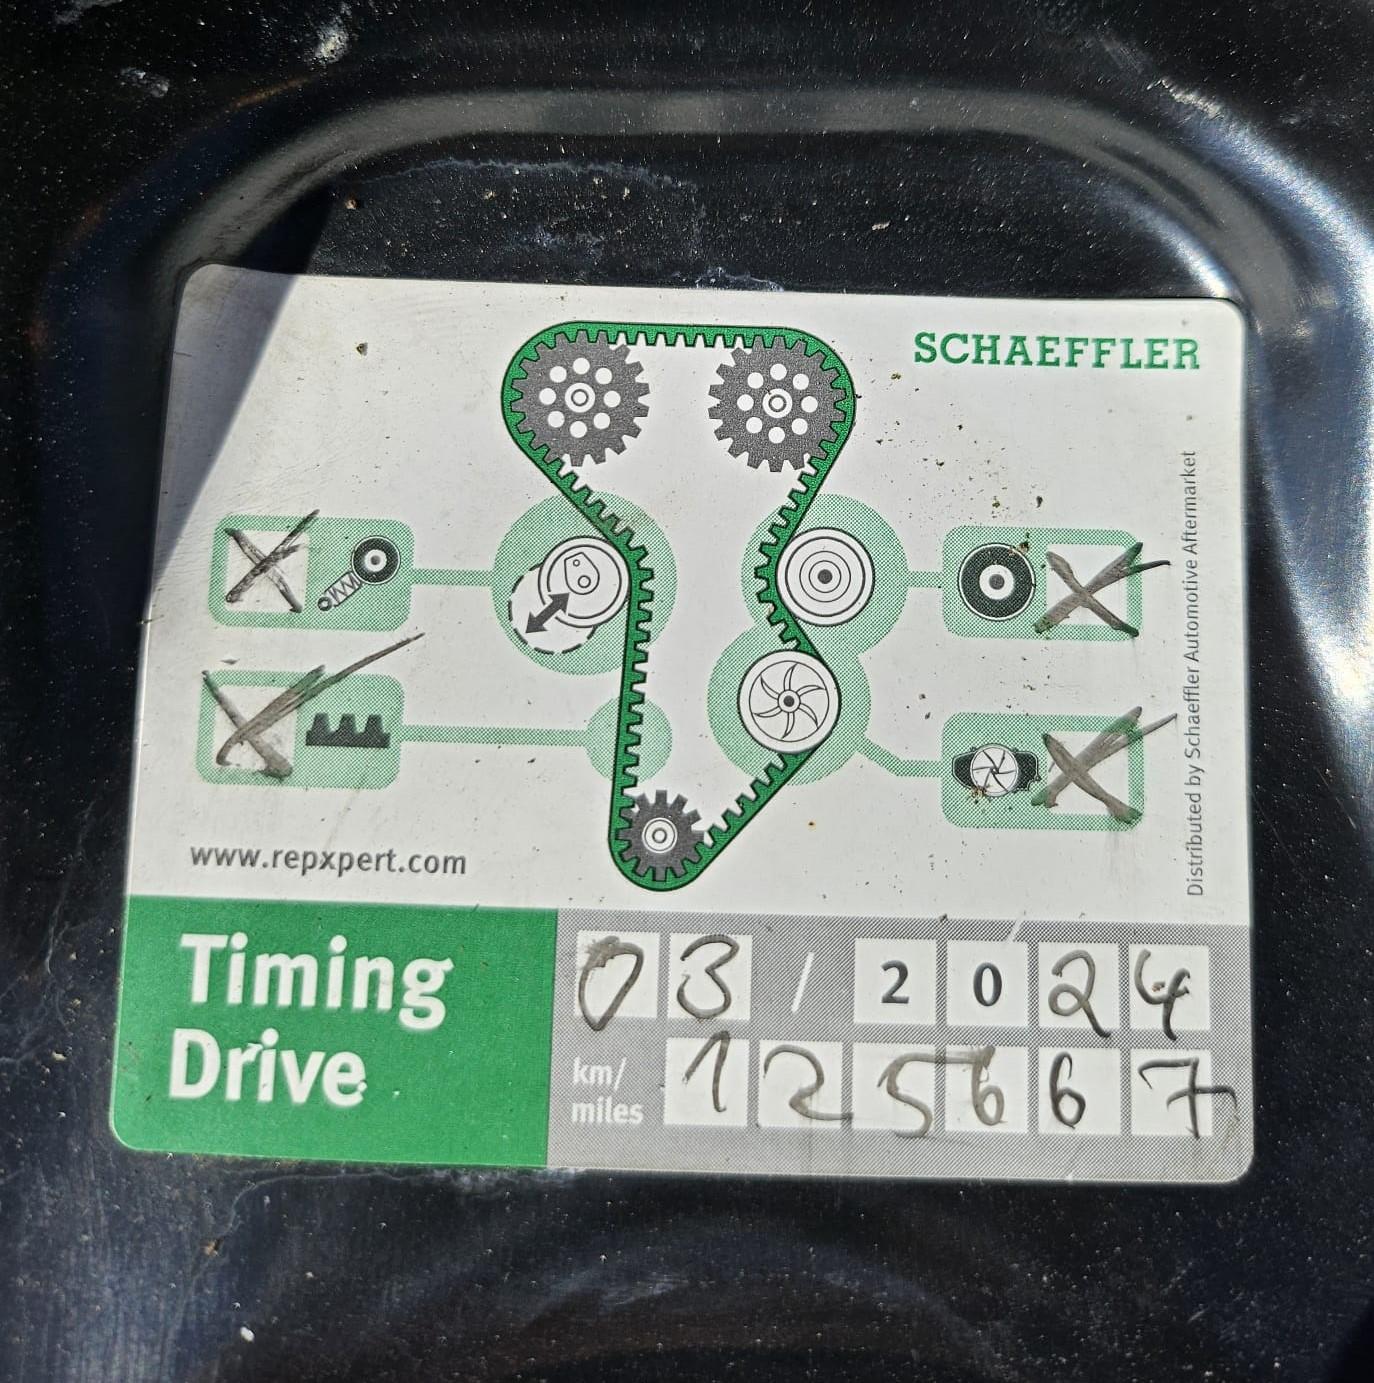 SCHAEFFLER
Distributed by Schaeffler Automotive Aftermarket
www.repxpert.com
Timing
Drive
03 / 2024
km/
miles
125667